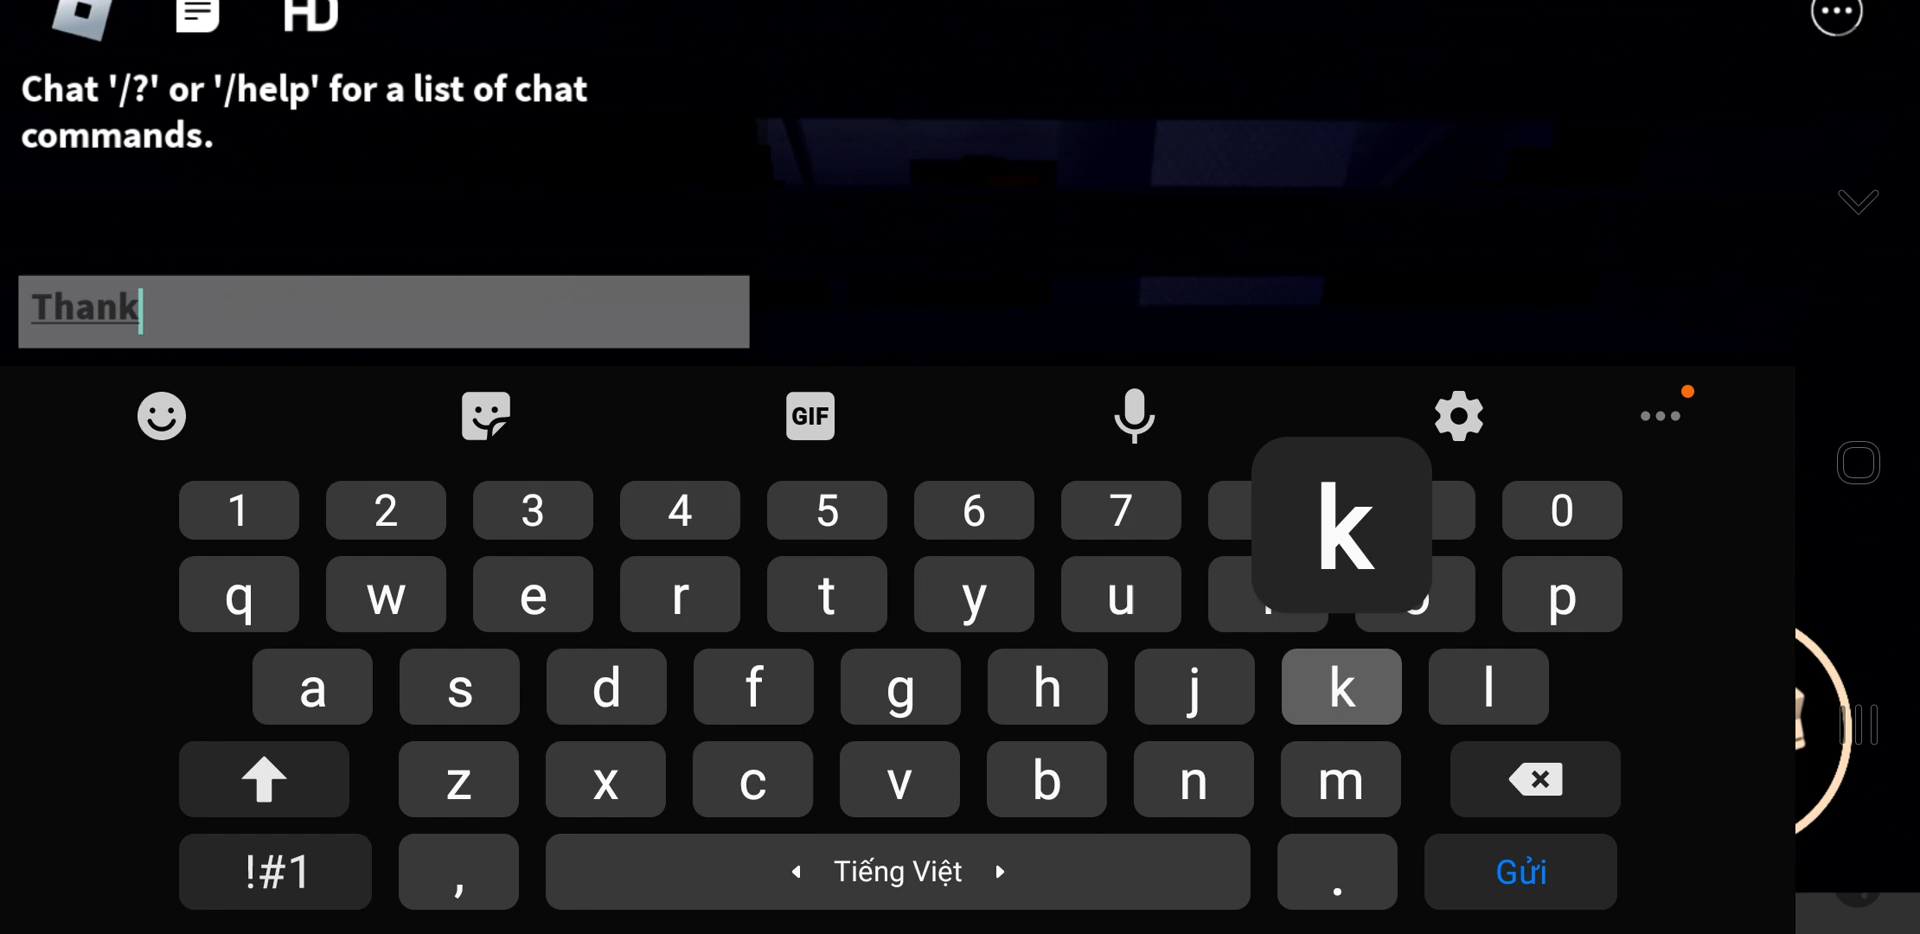 HD
Chat '/?' or '/help' for a list of chat
commands.
Thank
GIF
k
1 2 3 4 5 6 7 0
q w e r t y u p
a s d f g h j k l
z x c v b n m
!#1 , Tiếng Việt . Gửi